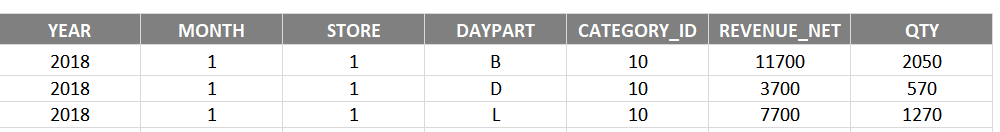 YEAR MONTH STORE DAYPART CATEGORY_ID REVENUE_NET QTY
2018 1 1 B 10 11700 2050
2018 1 1 D 10 3700 570
2018 1 1 L 10 7700 1270